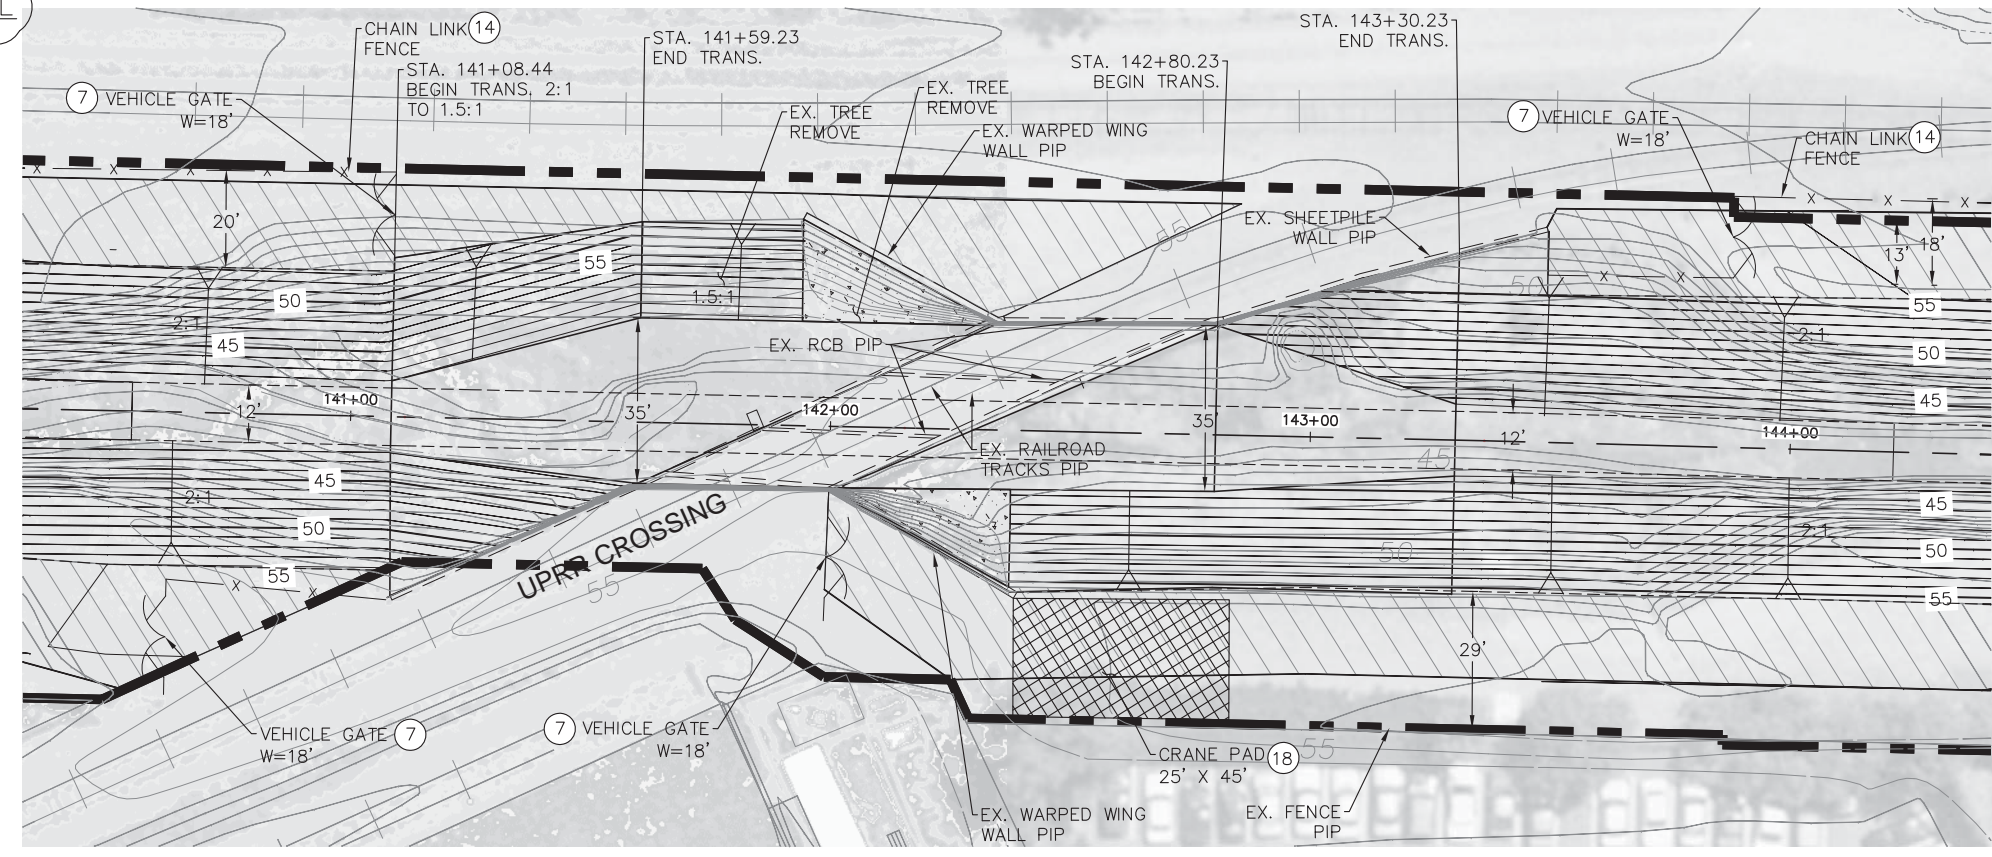 CHAIN LINK 14
FENCE
STA. 141+08.44
BEGIN TRANS. 2:1
TO 1.5:1
7 VEHICLE GATE
W=18'
STA. 141+59.23
END TRANS.
EX. TREE
REMOVE
EX. TREE
REMOVE
EX. WARPED WING
WALL PIP
STA. 142+80.23
BEGIN TRANS.
STA. 143+30.23
END TRANS.
7 VEHICLE GATE
W=18'
CHAIN LINK 14
FENCE
X X X X X
X X X
20'
55
EX. SHEETPILE
WALL PIP
13' 18'
55
50
1.5:1
50
X X
55
2:1
45
2:1
50
EX. RCB PIP
12'
141+00
35'
142+00
35'
143+00
12'
144+00
45
EX. RAILROAD
TRACKS PIP
45
45
2:1
50
50
2:1
45
50
55
X X
UPRR CROSSING
55
55
29'
VEHICLE GATE 7
W=18'
7 VEHICLE GATE
W=18'
CRANE PAD 18
25' X 45'
55
EX. WARPED WING
WALL PIP
EX. FENCE
PIP